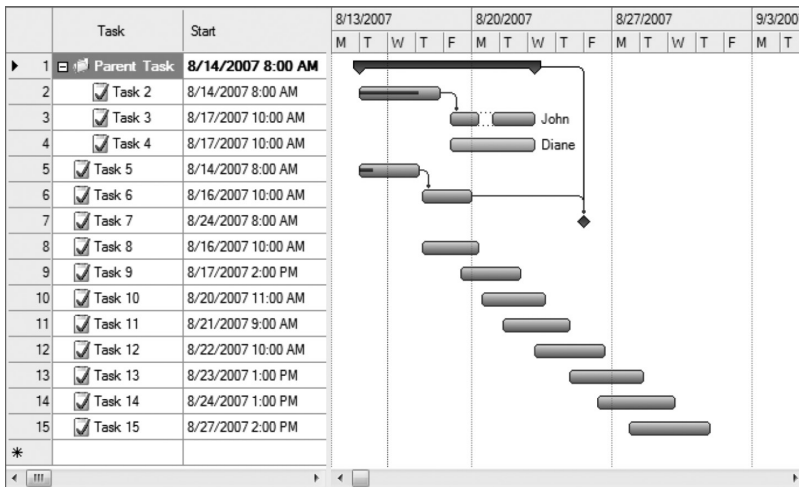 Task Start 8/13/2007 8/20/2007 8/27/2007 9/3/200
M T W T F M T W T F M T W T F M T
1 Parent Task 8/14/2007 8:00 AM
2 Task 2 8/14/2007 8:00 AM
3 Task 3 8/17/2007 10:00 AM John
4 Task 4 8/17/2007 10:00 AM Diane
5 Task 5 8/14/2007 8:00 AM
6 Task 6 8/16/2007 10:00 AM
7 Task 7 8/24/2007 8:00 AM
8 Task 8 8/16/2007 10:00 AM
9 Task 9 8/17/2007 2:00 PM
10 Task 10 8/20/2007 11:00 AM
11 Task 11 8/21/2007 9:00 AM
12 Task 12 8/22/2007 10:00 AM
13 Task 13 8/23/2007 1:00 PM
14 Task 14 8/24/2007 1:00 PM
15 Task 15 8/27/2007 2:00 PM